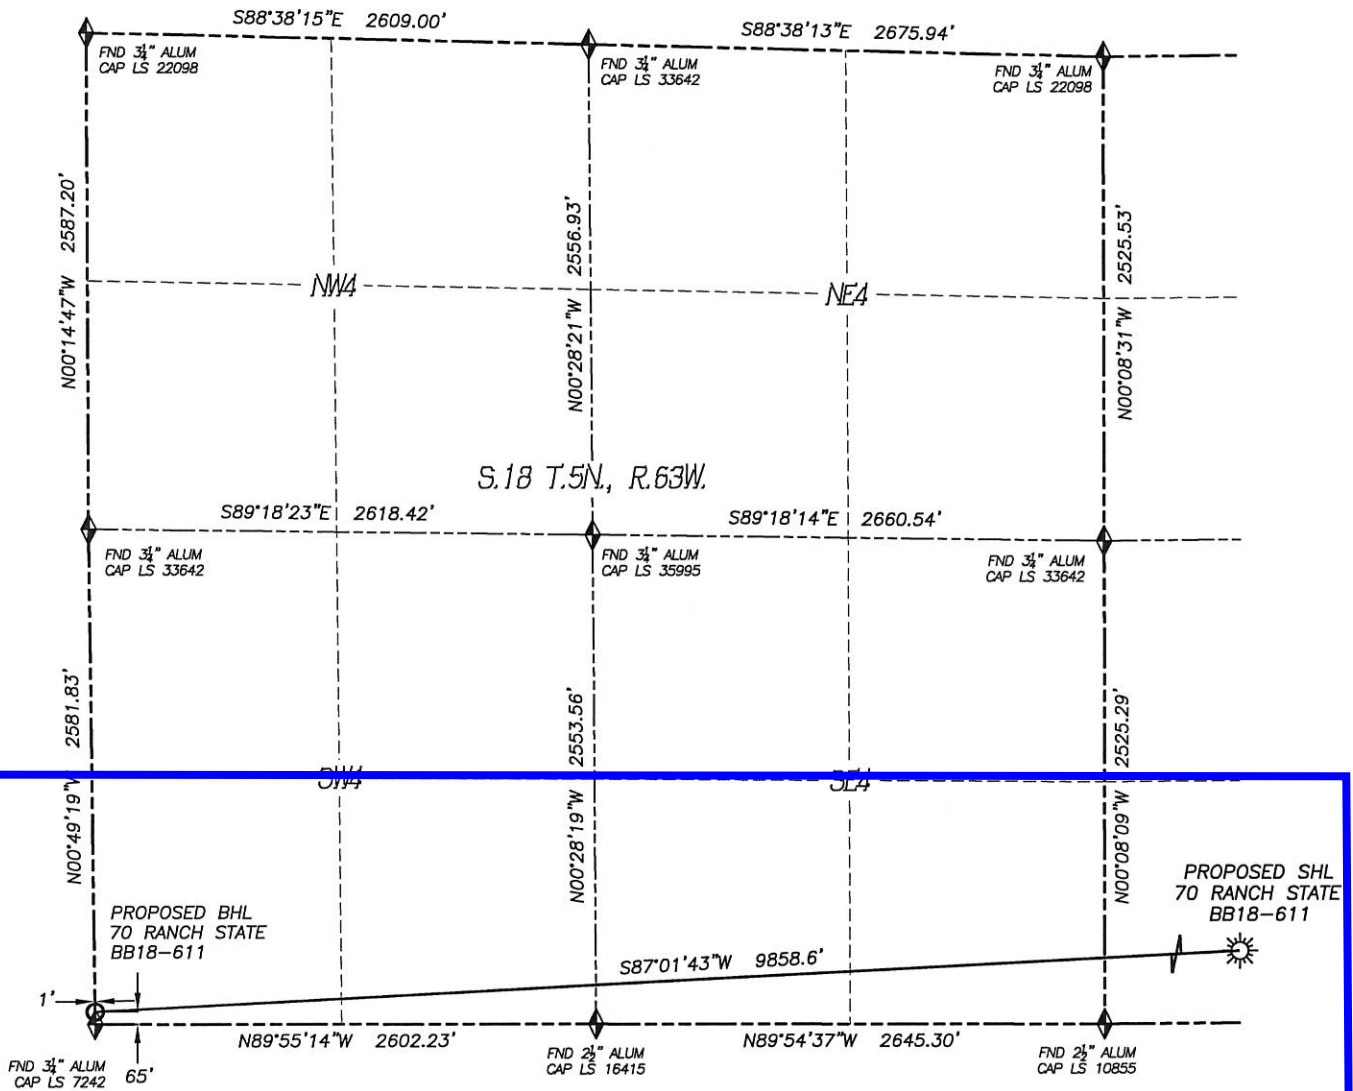 S88°38'15"E 2609.00'
S88°38'13"E 2675.94'
FND 3¼" ALUM
CAP LS 22098
FND 3¼" ALUM
CAP LS 33642
FND 3¼" ALUM
CAP LS 22098
N00°14'47"W 2587.20'
N00°28'21"W 2556.93'
N00°08'31"W 2525.53'
NW4
NE4
S.18 T.5N., R.63W.
S89°18'23"E 2618.42'
S89°18'14"E 2660.54'
FND 3¼" ALUM
CAP LS 33642
FND 3¼" ALUM
CAP LS 35995
FND 3¼" ALUM
CAP LS 33642
N00°49'19"W 2581.83'
N00°28'19"W 2553.56'
N00°08'09"W 2525.29'
SW4
SE4
PROPOSED SHL
70 RANCH STATE
BB18-611
PROPOSED BHL
70 RANCH STATE
BB18-611
S87°01'43"W 9858.6'
1'
65'
N89°55'14"W 2602.23'
N89°54'37"W 2645.30'
FND 3¼" ALUM
CAP LS 7242
FND 2½" ALUM
CAP LS 16415
FND 2½" ALUM
CAP LS 10855